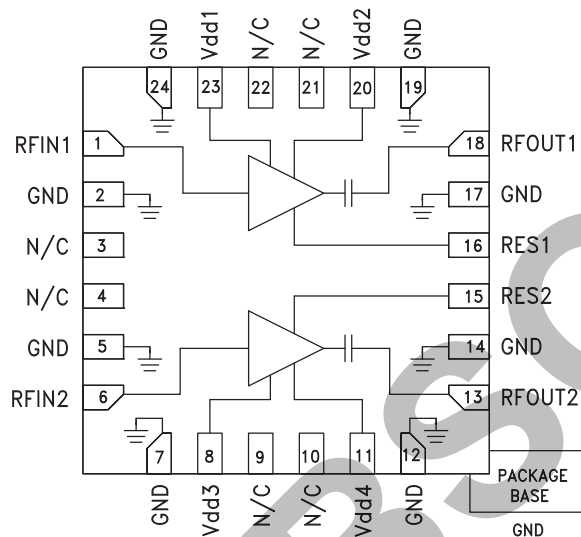 GND
Vdd1
N/C
N/C
Vdd2
GND
24
23
22
21
20
19
RFIN1
1
18
RFOUT1
GND
2
17
GND
N/C
3
16
RES1
N/C
4
15
RES2
GND
5
14
GND
RFIN2
6
13
RFOUT2
7
8
9
10
11
12
GND
Vdd3
N/C
N/C
Vdd4
GND
PACKAGE
BASE
GND